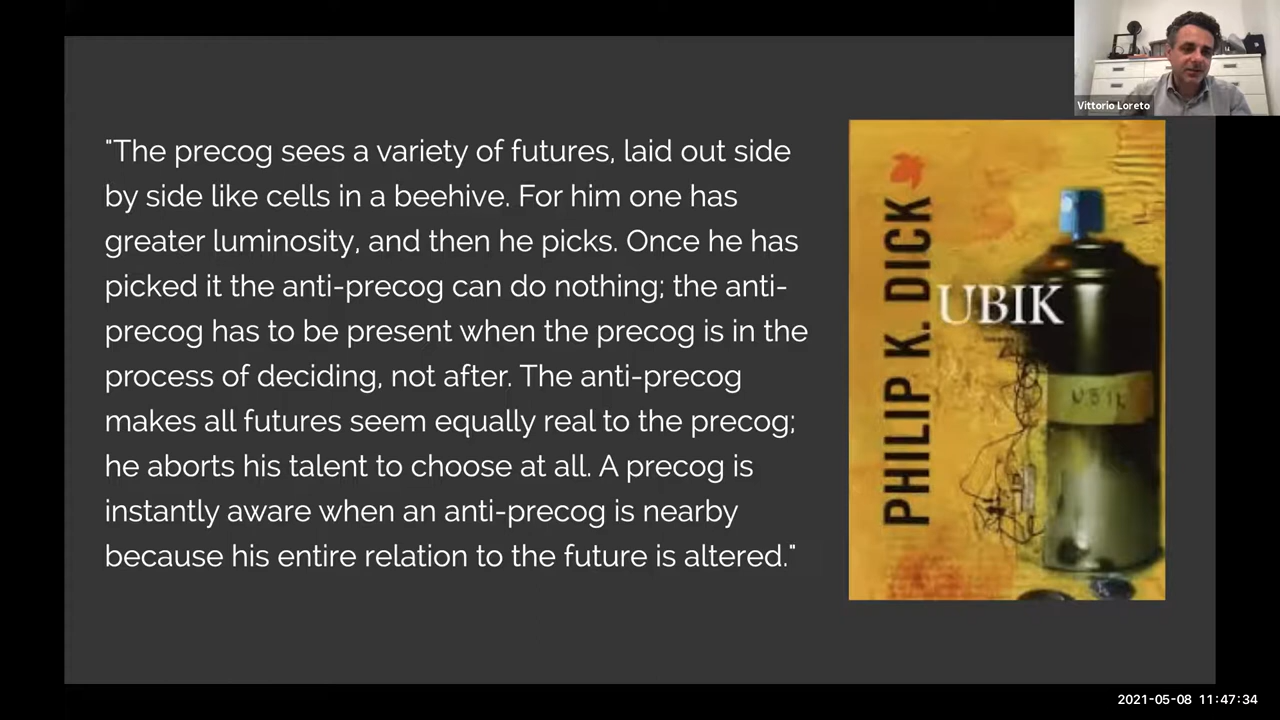 Vittorio Loreto
"The precog sees a variety of futures, laid out side
by side like cells in a beehive. For him one has
greater luminosity, and then he picks. Once he has
picked it the anti-precog can do nothing; the anti-
precog has to be present when the precog is in the
process of deciding, not after. The anti-precog
makes all futures seem equally real to the precog;
he aborts his talent to choose at all. A precog is
instantly aware when an anti-precog is nearby
because his entire relation to the future is altered."
PHILIP K. DICK
UBIK
UBIK
2021-05-08 11:47:34